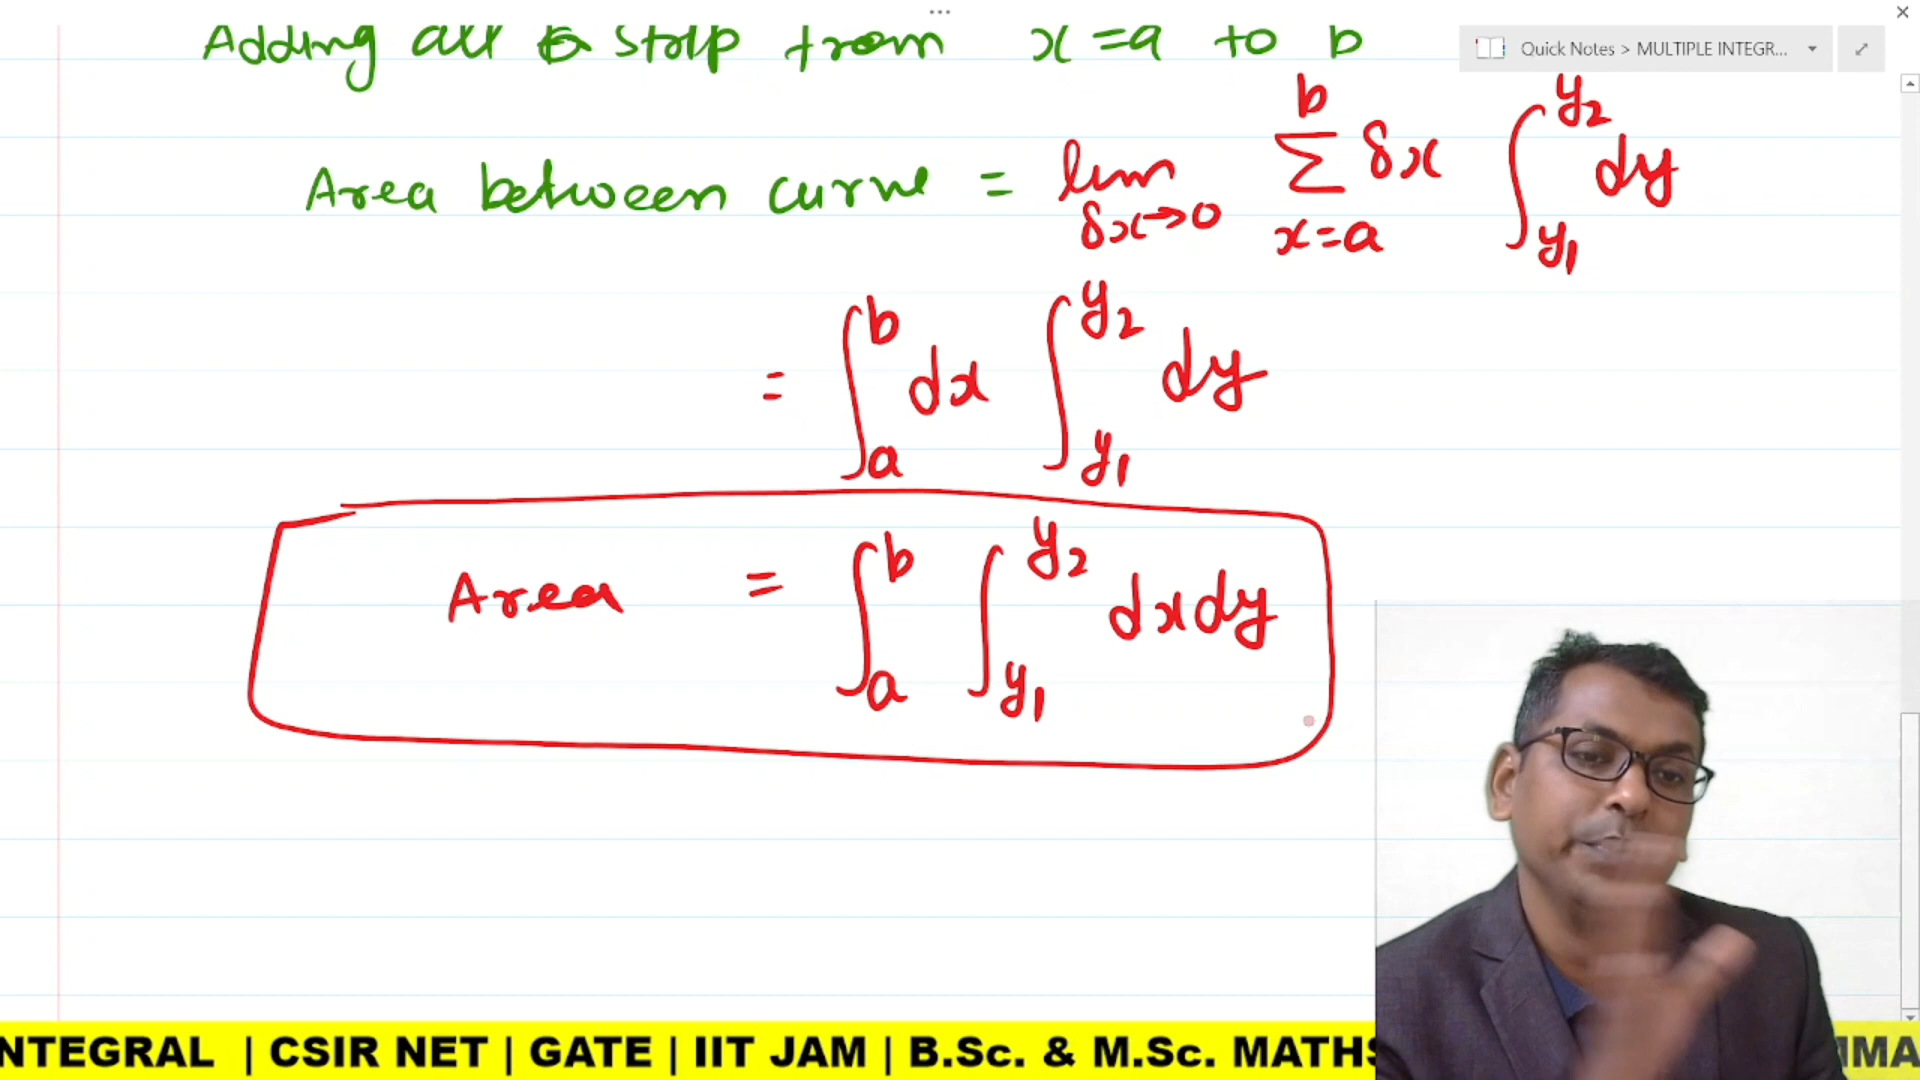 Adding all strip from x = a to b
Quick Notes > MULTIPLE INTEGR...
Area between curve = lim δx→0 ∑ x=a b δx ∫ y₁ y₂ dy
= ∫ a b dx ∫ y₁ y₂ dy
Area = ∫ a b ∫ y₁ y₂ dx dy
NTEGRAL | CSIR NET | GATE | IIT JAM | B.Sc. & M.Sc. MATHS
MMA